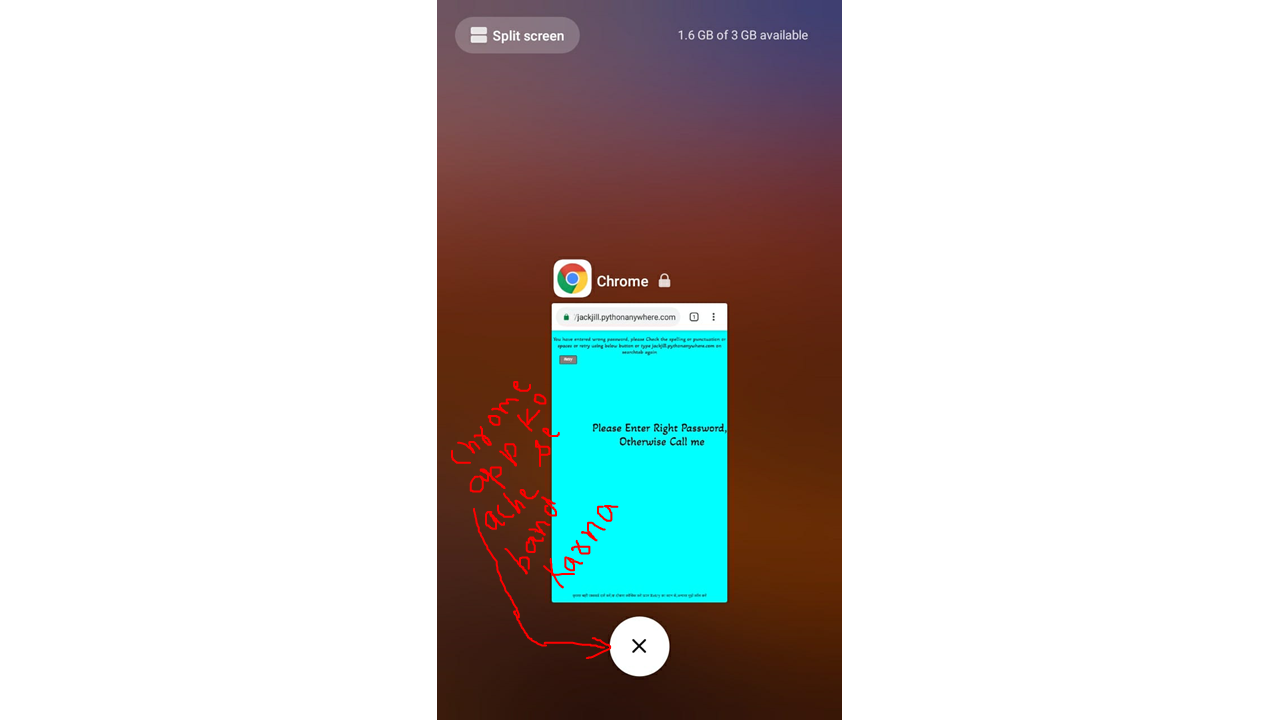 Split screen
1.6 GB of 3 GB available
Chrome
/jackjill.pythonanywhere.com
1
You have entered wrong password, please Check the spelling or punctuation or
spaces or retry using below button or type jackjill.pythonanywhere.com on
searchtab again
Please Enter Right Password,
Otherwise Call me
Chrome
app ko
ache se
band
Karna